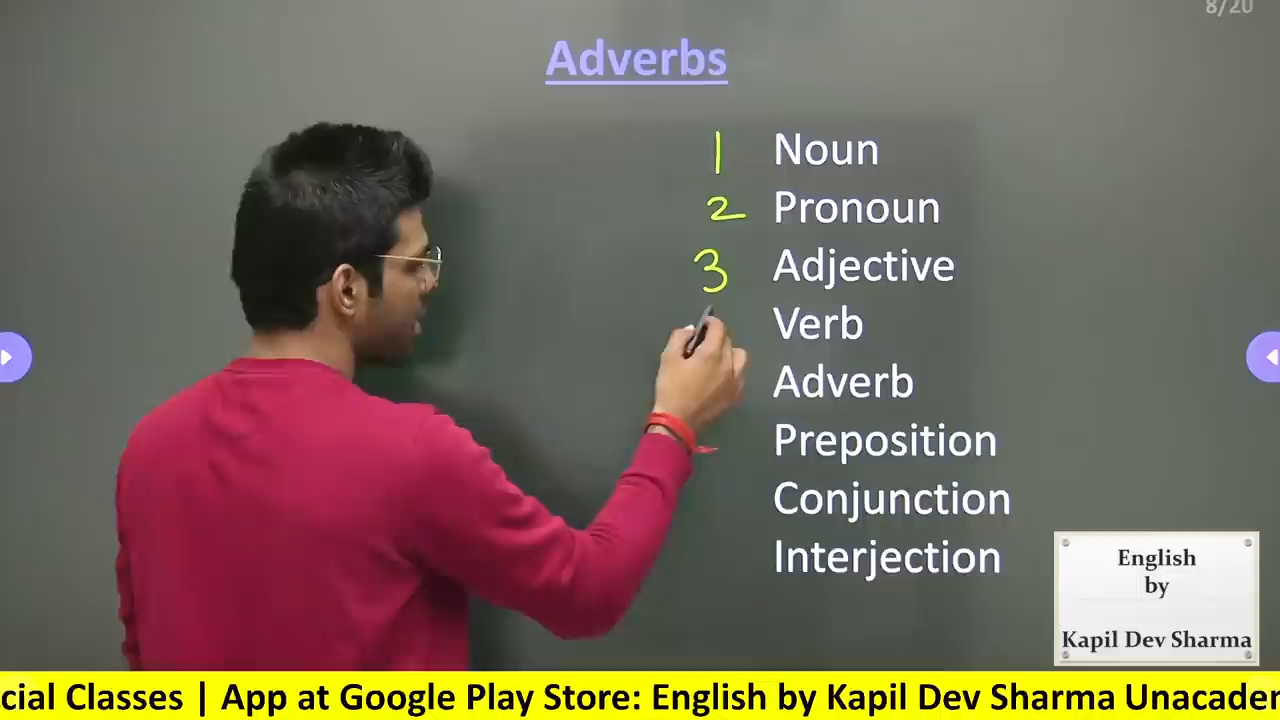 8/20
Adverbs
1 Noun
2 Pronoun
3 Adjective
Verb
Adverb
Preposition
Conjunction
Interjection
English
by
Kapil Dev Sharma
cial Classes | App at Google Play Store: English by Kapil Dev Sharma Unacader